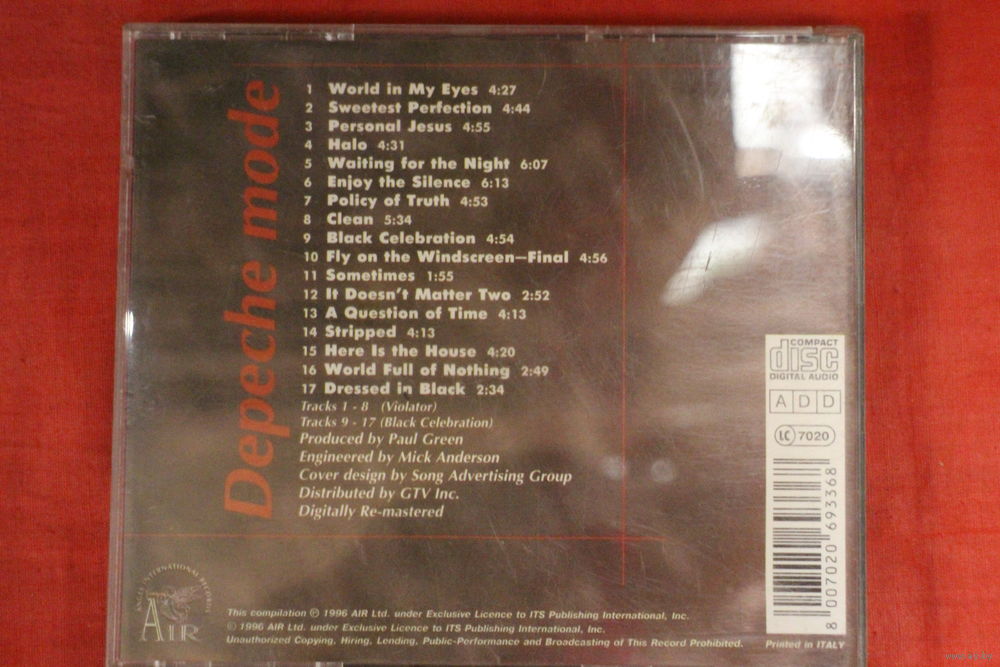 Depeche mode
1 World in My Eyes 4:27
2 Sweetest Perfection 4:44
3 Personal Jesus 4:55
4 Halo 4:31
5 Waiting for the Night 6:07
6 Enjoy the Silence 6:13
7 Policy of Truth 4:53
8 Clean 5:34
9 Black Celebration 4:54
10 Fly on the Windscreen—Final 4:56
11 Sometimes 1:55
12 It Doesn't Matter Two 2:52
13 A Question of Time 4:13
14 Stripped 4:13
15 Here Is the House 4:20
16 World Full of Nothing 2:49
17 Dressed in Black 2:34
Tracks 1 - 8 (Violator)
Tracks 9 - 17 (Black Celebration)
Produced by Paul Green
Engineered by Mick Anderson
Cover design by Song Advertising Group
Distributed by GTV Inc.
Digitally Re-mastered
COMPACT
disc
DIGITAL AUDIO
A D D
LC 7020
8 007020 693368
INTERNATIONAL RECORDS
AIR
This compilation ℗ 1996 AIR Ltd. under Exclusive Licence to ITS Publishing International, Inc.
© 1996 AIR Ltd. under Exclusive Licence to ITS Publishing International, Inc.
Unauthorized Copying, Hiring, Lending, Public-Performance and Broadcasting of This Record Prohibited.
Printed in ITALY